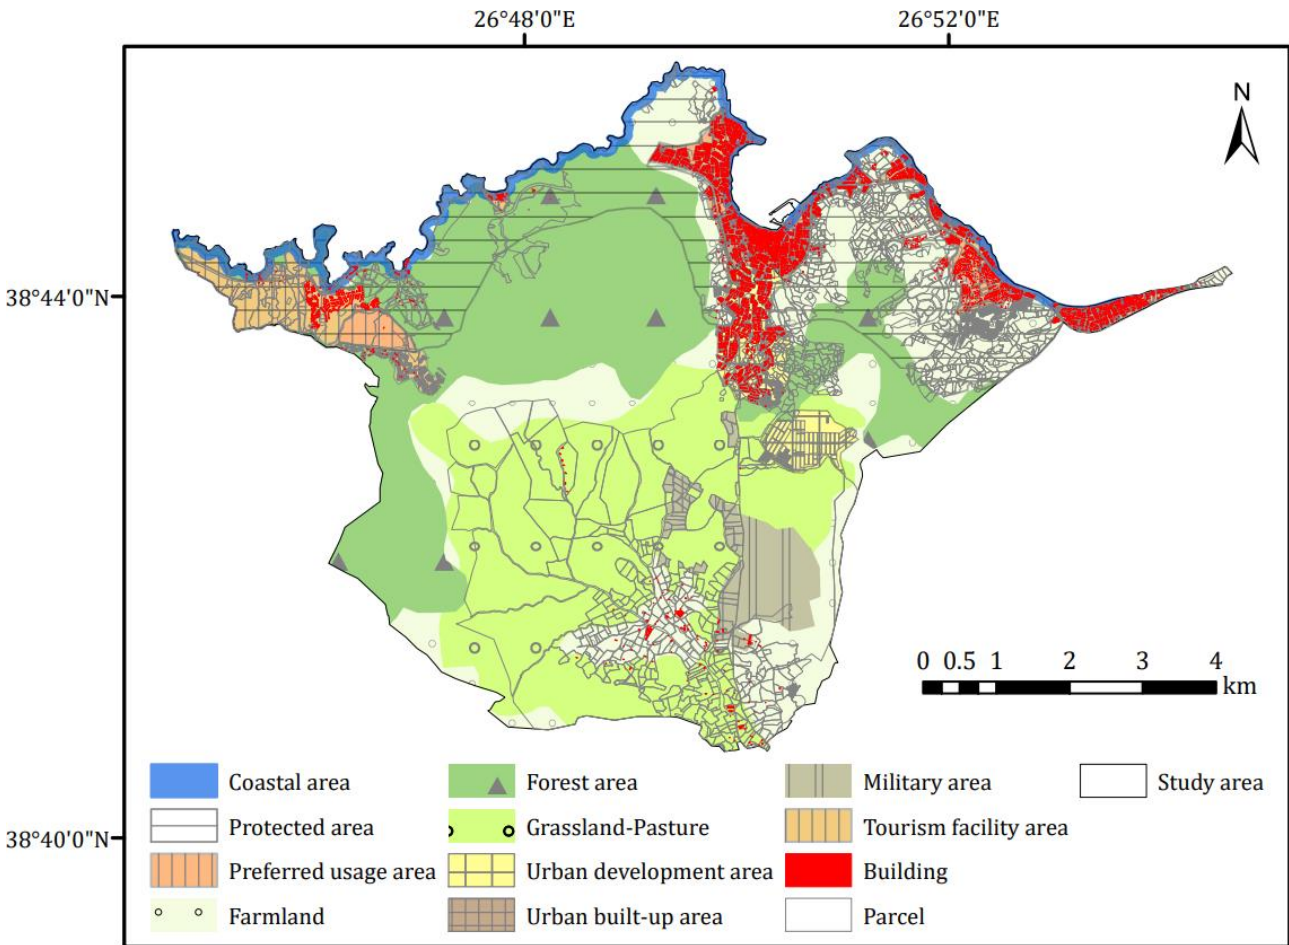 26°48'0"E 26°52'0"E
N
38°44'0"N
0 0.5 1 2 3 4
km
Coastal area Forest area Military area Study area
Protected area Grassland-Pasture Tourism facility area
38°40'0"N
Preferred usage area Urban development area Building
Farmland Urban built-up area Parcel